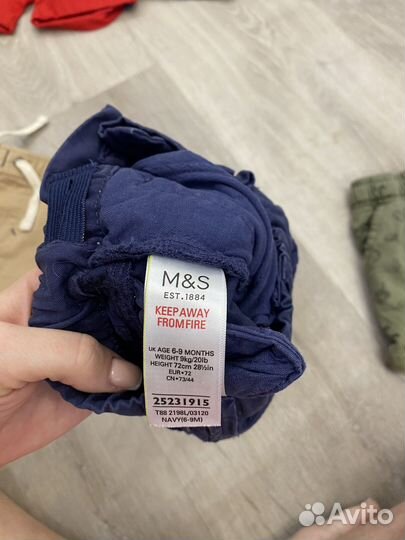 M&S
EST. 1884
KEEP AWAY
FROM FIRE
UK AGE 6-9 MONTHS
WEIGHT 9kg/20lb
HEIGHT 72cm 28½in
EUR•72
CN•73/44
25231915
T88 2198L/03120
NAVY(6-9M)
Avito